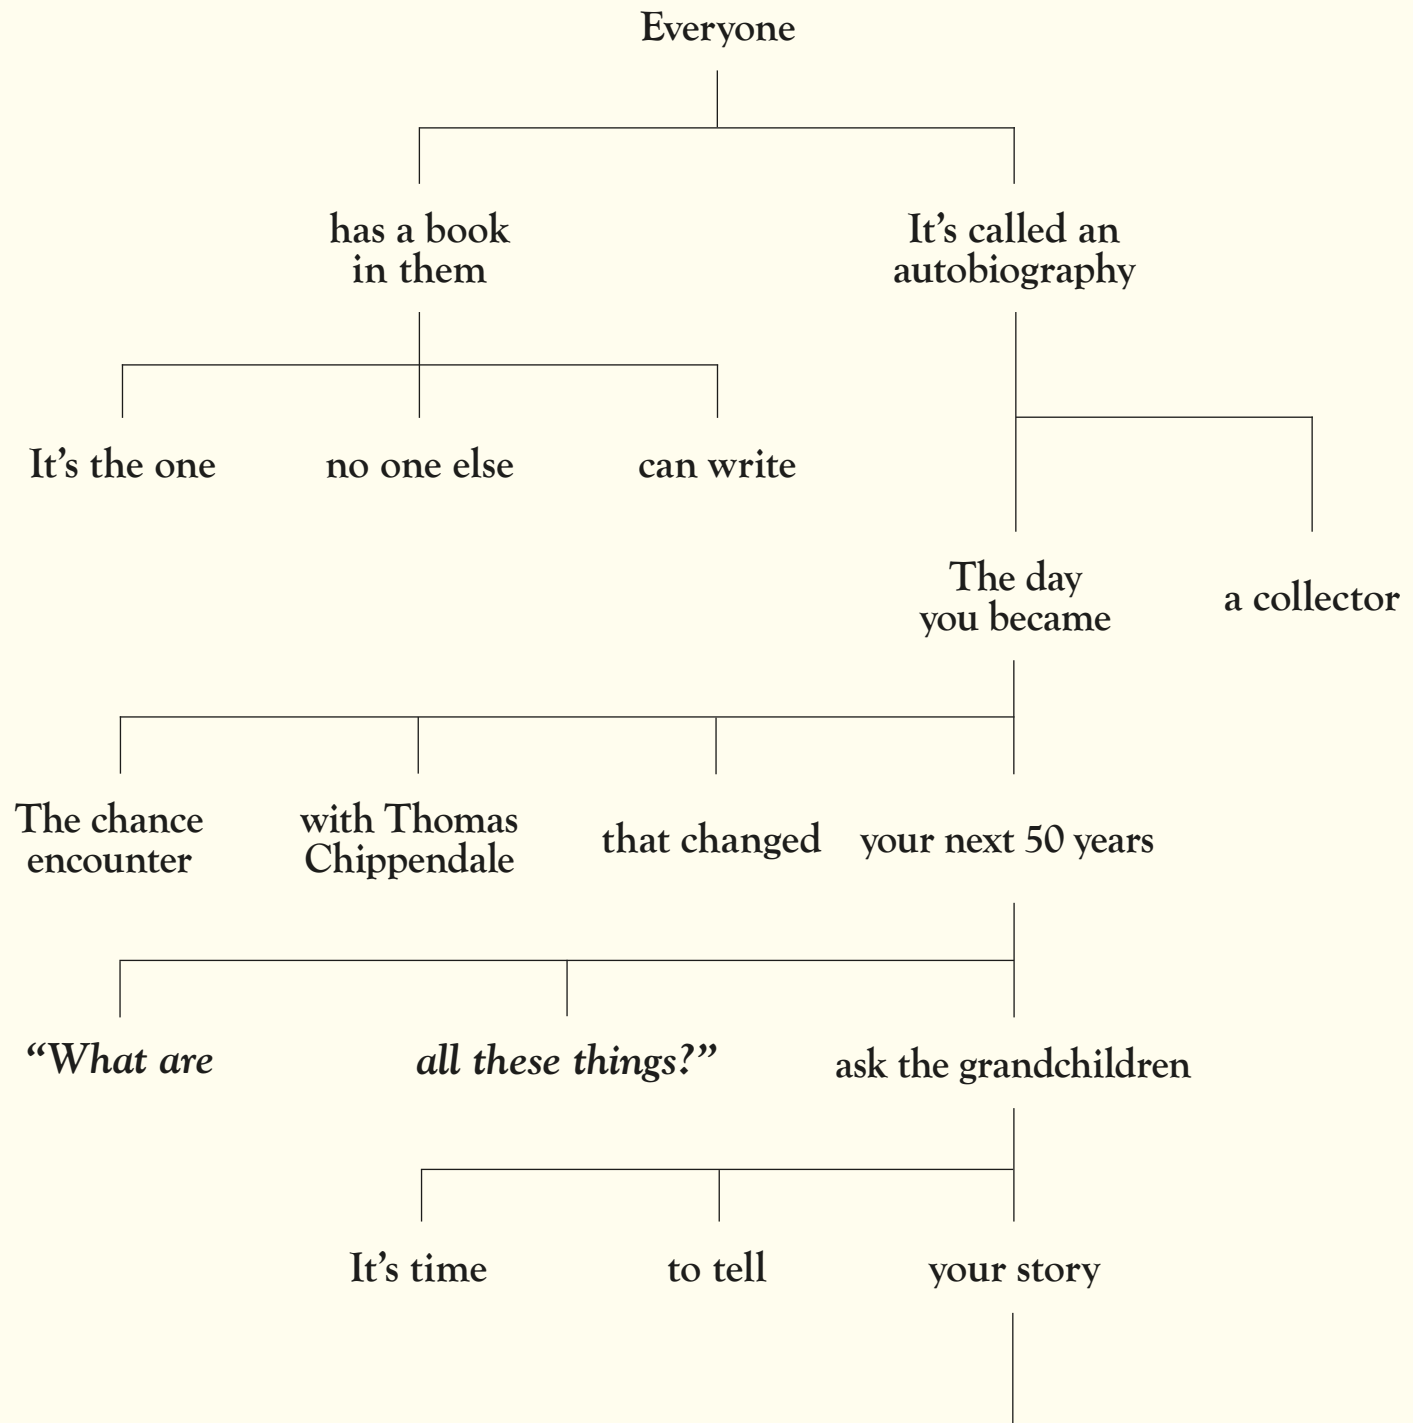 Everyone
has a book
in them
It’s called an
autobiography
It’s the one
no one else
can write
The day
you became
a collector
The chance
encounter
with Thomas
Chippendale
that changed
your next 50 years
“What are
all these things?”
ask the grandchildren
It’s time
to tell
your story